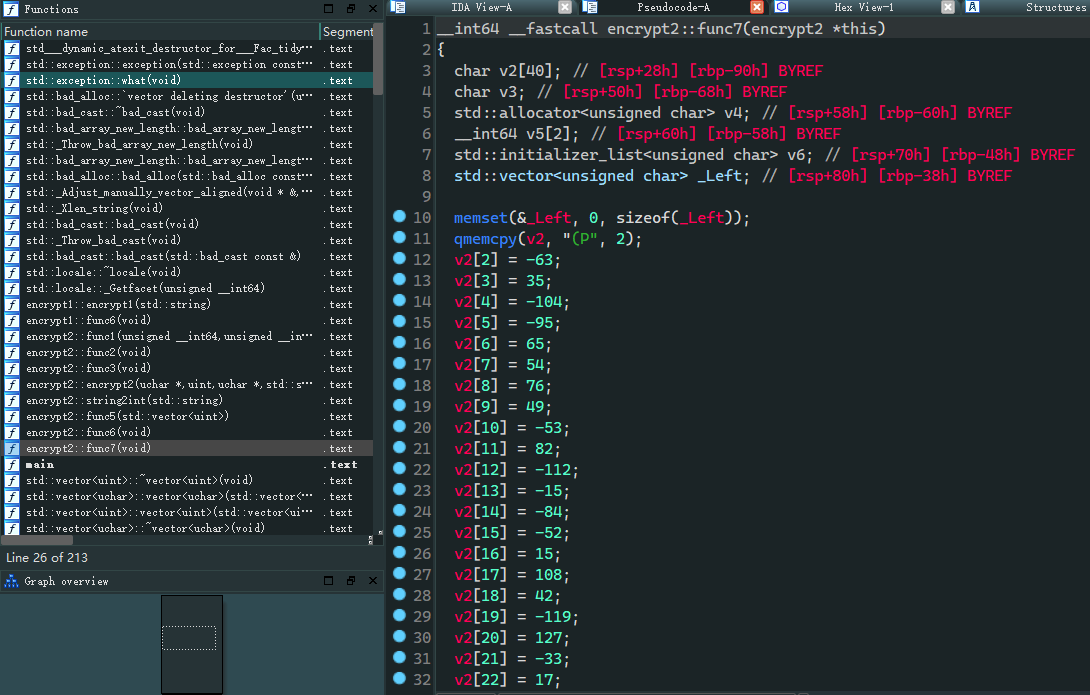 Functions
Function name Segment
std___dynamic_atexit_destructor_for___Fac_tidy… .text
std::exception::exception(std::exception const… .text
std::exception::what(void) .text
std::bad_alloc::`vector deleting destructor'(u… .text
std::bad_cast::~bad_cast(void) .text
std::bad_array_new_length::bad_array_new_lengt… .text
std::_Throw_bad_array_new_length(void) .text
std::bad_array_new_length::bad_array_new_lengt… .text
std::bad_alloc::bad_alloc(std::bad_alloc const… .text
std::_Adjust_manually_vector_aligned(void * &,… .text
std::_Xlen_string(void) .text
std::bad_cast::bad_cast(void) .text
std::_Throw_bad_cast(void) .text
std::bad_cast::bad_cast(std::bad_cast const &) .text
std::locale::~locale(void) .text
std::locale::_Getfacet(unsigned __int64) .text
encrypt1::encrypt1(std::string) .text
encrypt1::func6(void) .text
encrypt2::func1(unsigned __int64,unsigned __in… .text
encrypt2::func2(void) .text
encrypt2::func3(void) .text
encrypt2::encrypt2(uchar *,uint,uchar *,std::s… .text
encrypt2::string2int(std::string) .text
encrypt2::func5(std::vector<uint>) .text
encrypt2::func6(void) .text
encrypt2::func7(void) .text
main .text
std::vector<uint>::~vector<uint>(void) .text
std::vector<uchar>::vector<uchar>(std::vector<… .text
std::vector<uint>::vector<uint>(std::vector<ui… .text
std::vector<uchar>::~vector<uchar>(void) .text
Line 26 of 213
Graph overview
IDA View-A Pseudocode-A Hex View-1 Structures
1 __int64 __fastcall encrypt2::func7(encrypt2 *this)
2 {
3 char v2[40]; // [rsp+28h] [rbp-90h] BYREF
4 char v3; // [rsp+50h] [rbp-68h] BYREF
5 std::allocator<unsigned char> v4; // [rsp+58h] [rbp-60h] BYREF
6 __int64 v5[2]; // [rsp+60h] [rbp-58h] BYREF
7 std::initializer_list<unsigned char> v6; // [rsp+70h] [rbp-48h] BYREF
8 std::vector<unsigned char> _Left; // [rsp+80h] [rbp-38h] BYREF
9
10 memset(&_Left, 0, sizeof(_Left));
11 qmemcpy(v2, "(P", 2);
12 v2[2] = -63;
13 v2[3] = 35;
14 v2[4] = -104;
15 v2[5] = -95;
16 v2[6] = 65;
17 v2[7] = 54;
18 v2[8] = 76;
19 v2[9] = 49;
20 v2[10] = -53;
21 v2[11] = 82;
22 v2[12] = -112;
23 v2[13] = -15;
24 v2[14] = -84;
25 v2[15] = -52;
26 v2[16] = 15;
27 v2[17] = 108;
28 v2[18] = 42;
29 v2[19] = -119;
30 v2[20] = 127;
31 v2[21] = -33;
32 v2[22] = 17;